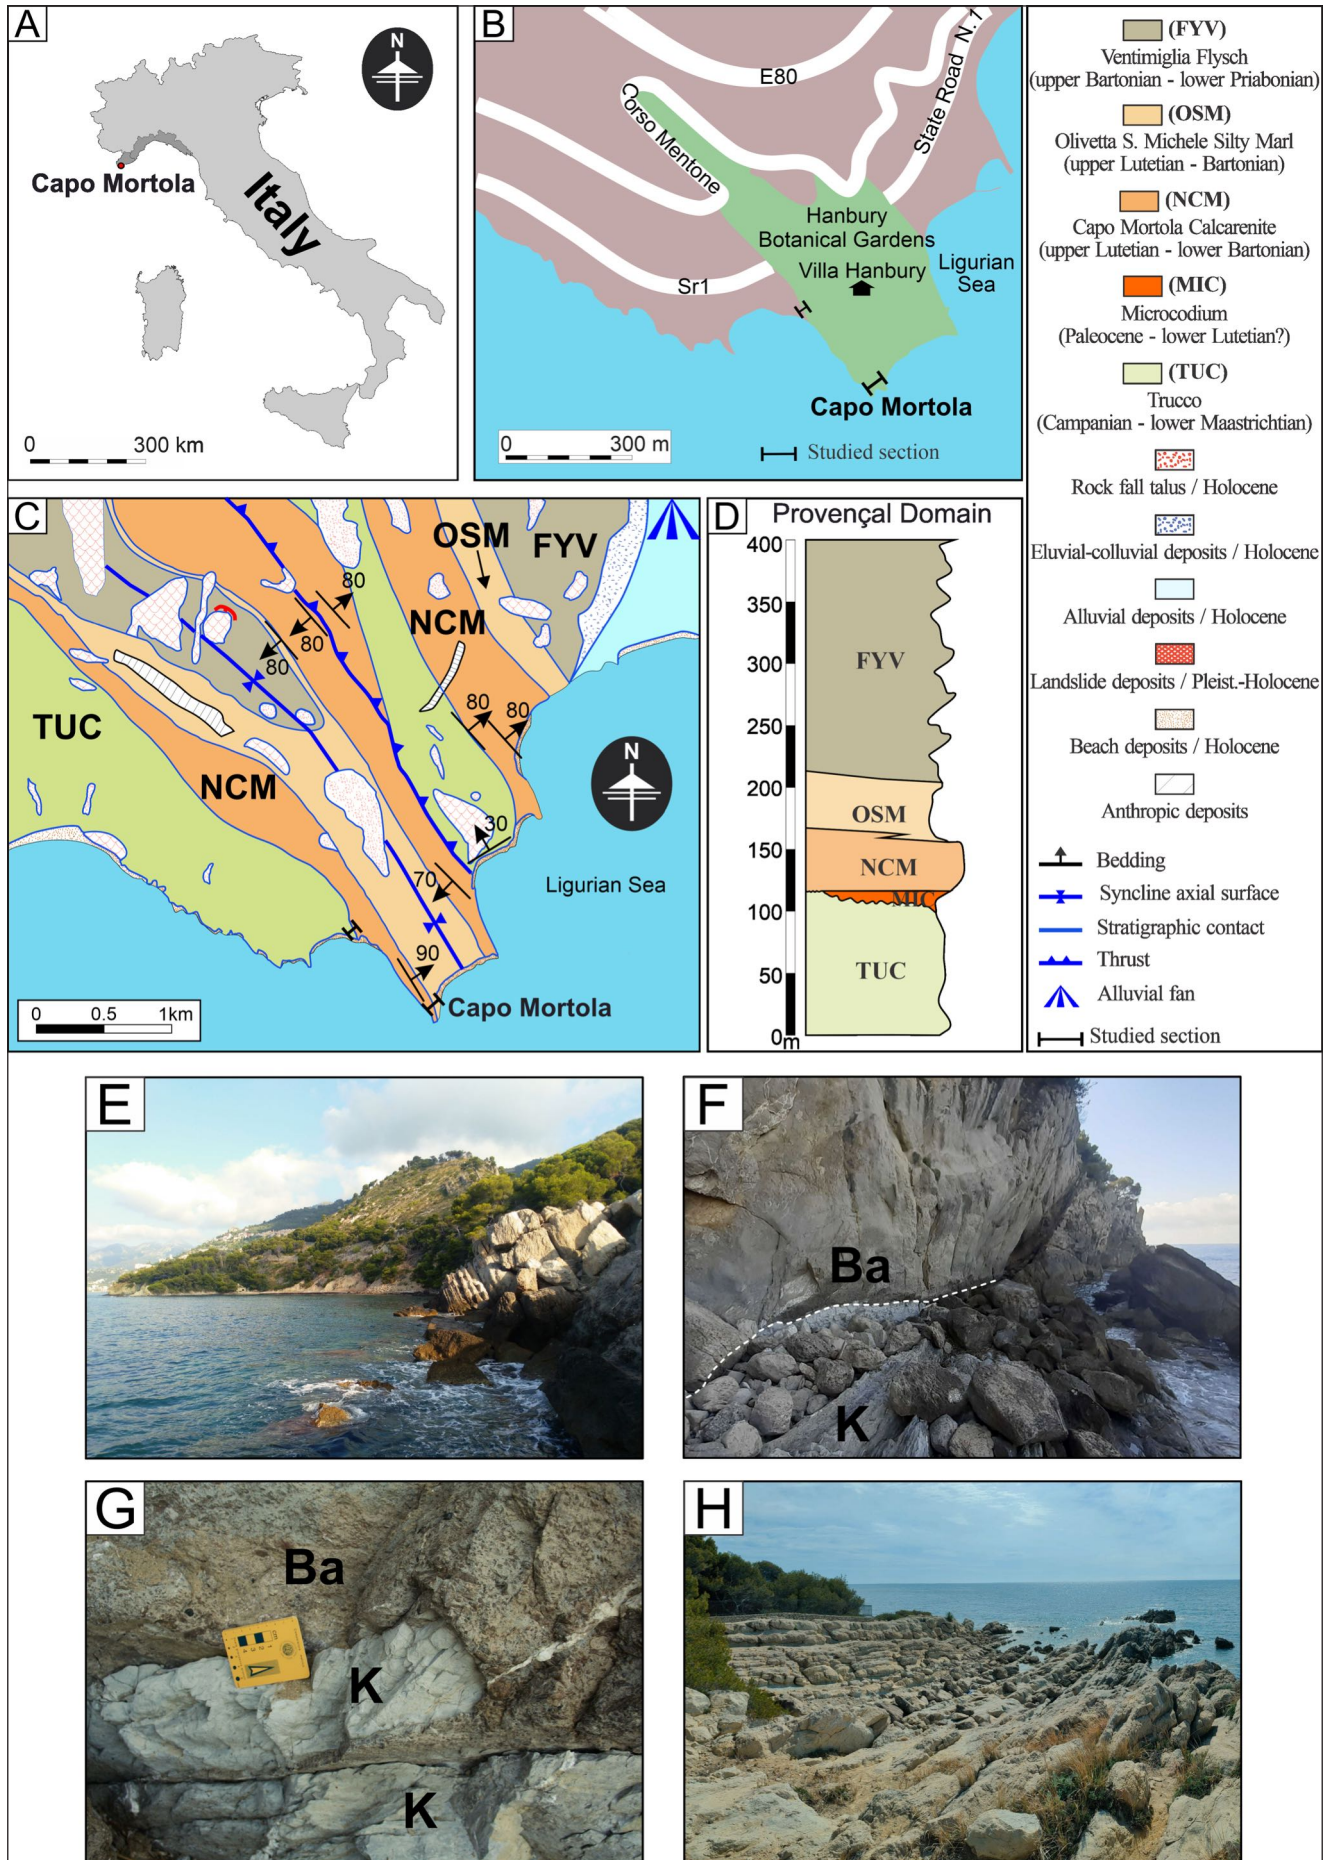 A
N
Capo Mortola
Italy
0 300 km
B
E80
State Road N. 1
Corso Mentone
Hanbury
Botanical Gardens
Villa Hanbury
Ligurian
Sea
Sr1
Capo Mortola
0 300 m
Studied section
(FYV)
Ventimiglia Flysch
(upper Bartonian - lower Priabonian)
(OSM)
Olivetta S. Michele Silty Marl
(upper Lutetian - Bartonian)
(NCM)
Capo Mortola Calcarenite
(upper Lutetian - lower Bartonian)
(MIC)
Microcodium
(Paleocene - lower Lutetian?)
(TUC)
Trucco
(Campanian - lower Maastrichtian)
Rock fall talus / Holocene
Eluvial-colluvial deposits / Holocene
Alluvial deposits / Holocene
Landslide deposits / Pleist.-Holocene
Beach deposits / Holocene
Anthropic deposits
Bedding
Syncline axial surface
Stratigraphic contact
Thrust
Alluvial fan
Studied section
C
OSM
FYV
80
NCM
80
80
TUC
80
80
NCM
N
30
70
Ligurian Sea
90
Capo Mortola
0 0.5 1km
D
Provençal Domain
400
350
300
250
200
150
100
50
0
m
FYV
OSM
NCM
MIC
TUC
E
F
Ba
K
G
Ba
K
K
H